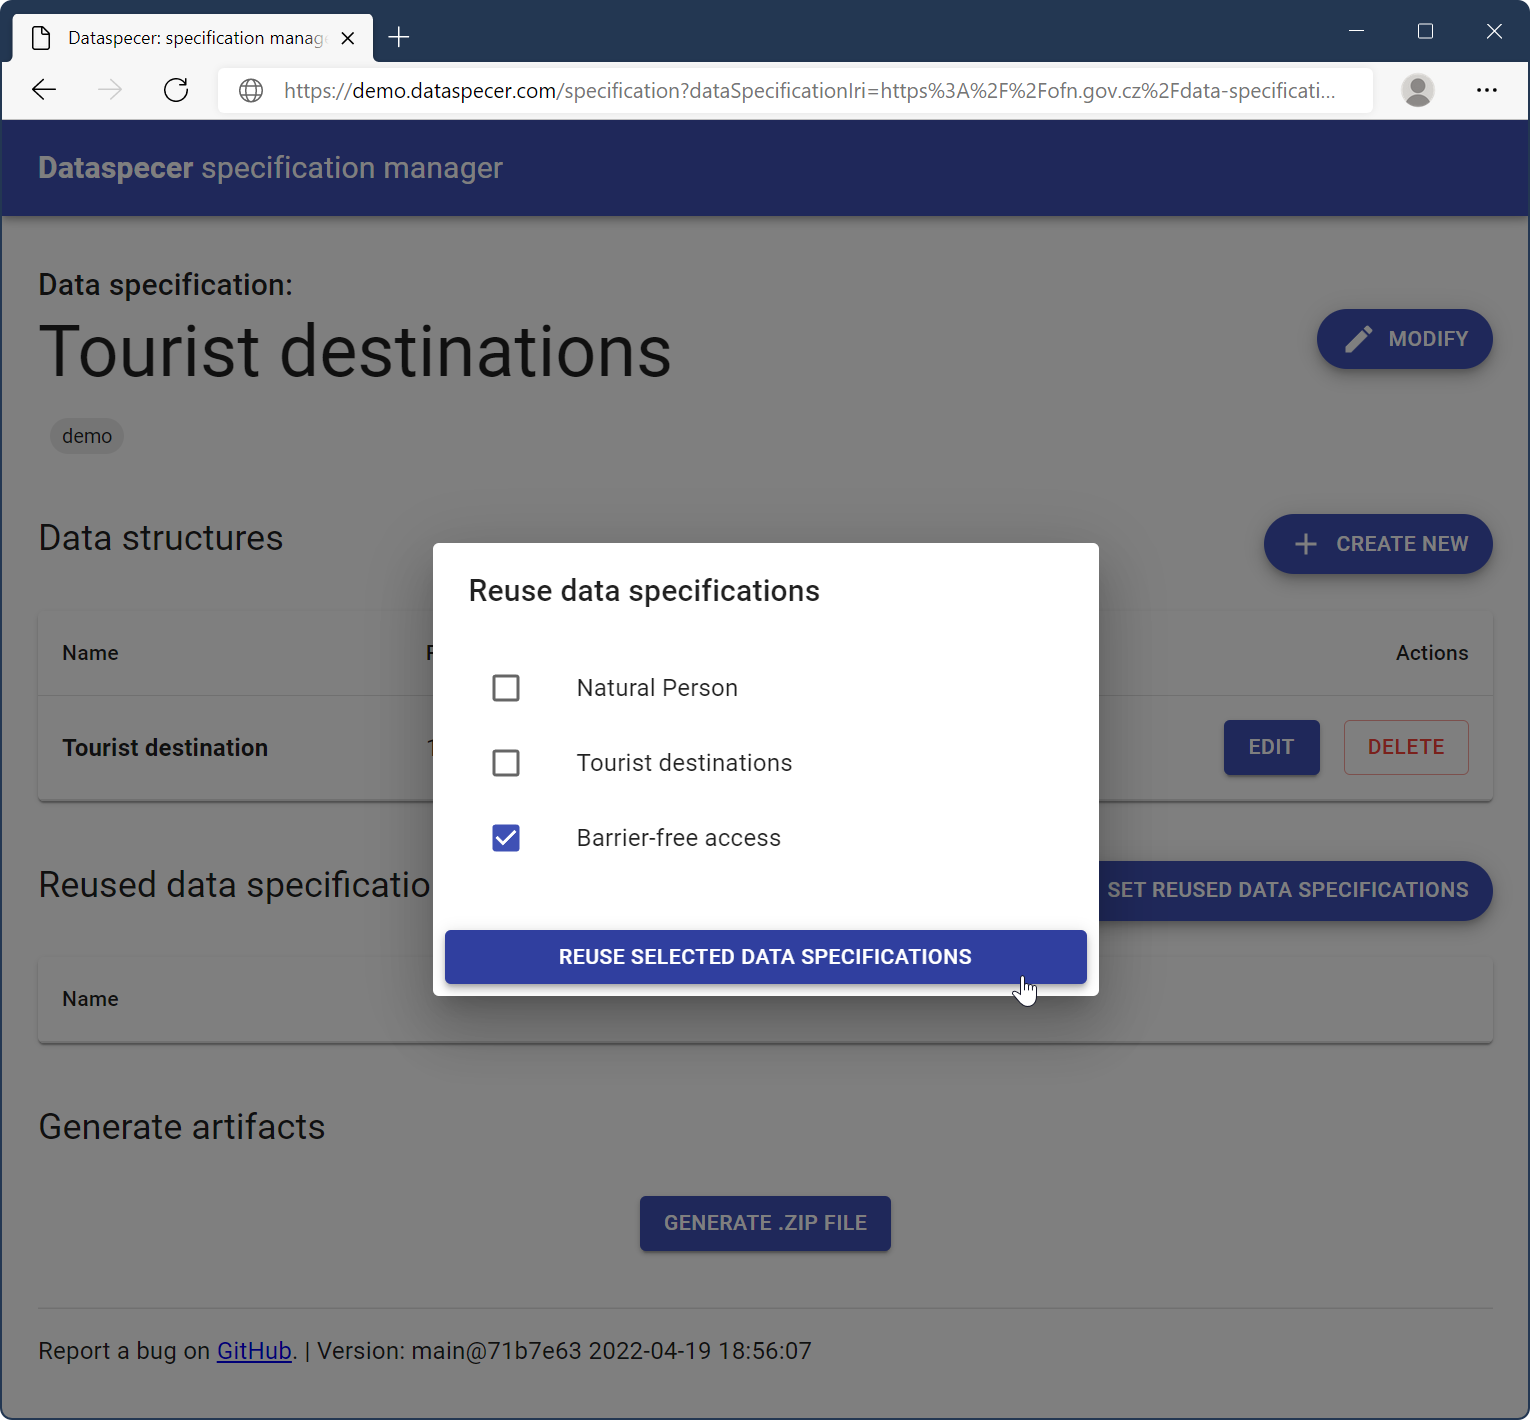 Dataspecer: specification manag
https://demo.dataspecer.com/specification?dataSpecificationIri=https%3A%2F%2Fofn.gov.cz%2Fdata-specificati...
Dataspecer specification manager
Data specification:
Tourist destinations
MODIFY
demo
Data structures
CREATE NEW
Name
Actions
Tourist destination
EDIT
DELETE
Reuse data specifications
Natural Person
Tourist destinations
Barrier-free access
REUSE SELECTED DATA SPECIFICATIONS
Reused data specificatio
SET REUSED DATA SPECIFICATIONS
Name
Generate artifacts
GENERATE .ZIP FILE
Report a bug on GitHub. | Version: main@71b7e63 2022-04-19 18:56:07